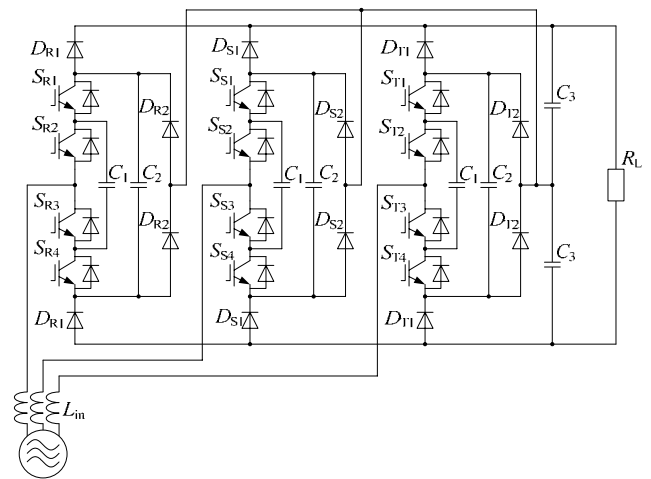 D_R1 D_S1 D_T1
S_R1 S_S1 S_T1
C_3
D_R2 D_S2 D_T2
S_R2 S_S2 S_T2
R_L
C_1 C_2 C_1 C_2 C_1 C_2
S_R3 S_S3 S_T3
D_R2 D_S2 D_T2
S_R4 S_S4 S_T4
C_3
D_R1 D_S1 D_T1
L_in